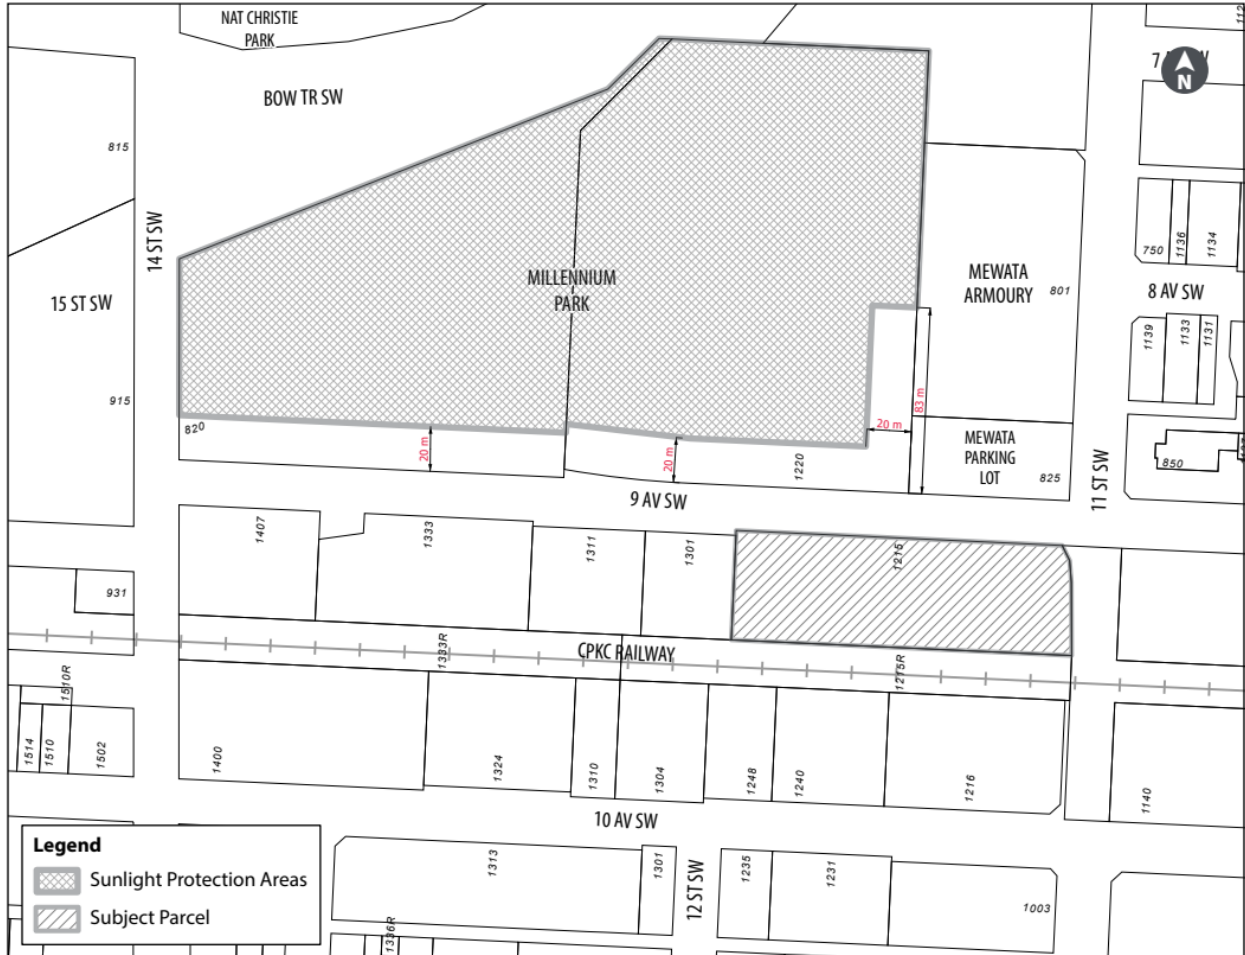 NAT CHRISTIE
PARK
BOW TR SW
N
815
14 ST SW
15 ST SW
MILLENNIUM
PARK
MEWATA
ARMOURY
801
750
1136
1134
8 AV SW
1139
1133
1131
915
820
20 m
20 m
20 m
83 m
1220
MEWATA
PARKING
LOT
825
11 ST SW
850
9 AV SW
1407
1333
1311
1301
1215
931
CPKC RAILWAY
1333R
1215R
1510R
1514
1510
1502
1400
1324
1310
1304
1248
1240
1216
1140
10 AV SW
1313
1301
12 ST SW
1235
1231
1003
1336R
Legend
Sunlight Protection Areas
Subject Parcel